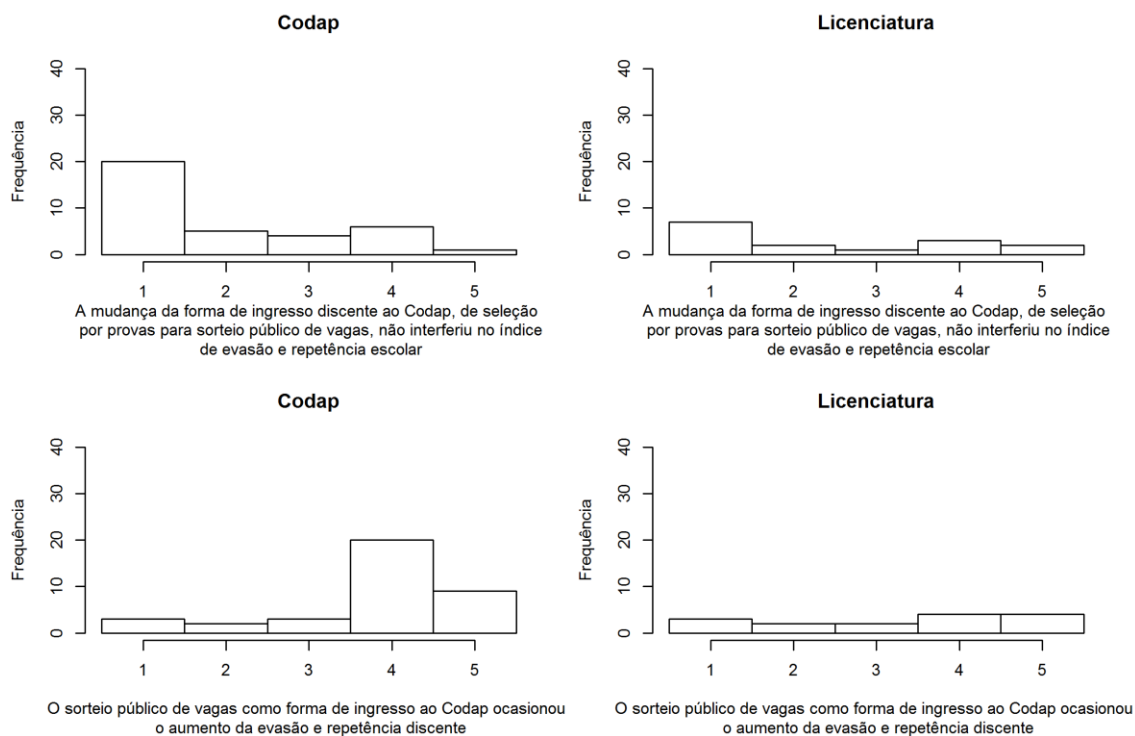 Codap
Frequência
40
30
20
10
0
1 2 3 4 5
A mudança da forma de ingresso discente ao Codap, de seleção
por provas para sorteio público de vagas, não interferiu no índice
de evasão e repetência escolar
Licenciatura
Frequência
40
30
20
10
0
1 2 3 4 5
A mudança da forma de ingresso discente ao Codap, de seleção
por provas para sorteio público de vagas, não interferiu no índice
de evasão e repetência escolar
Codap
Frequência
40
30
20
10
0
1 2 3 4 5
O sorteio público de vagas como forma de ingresso ao Codap ocasionou
o aumento da evasão e repetência discente
Licenciatura
Frequência
40
30
20
10
0
1 2 3 4 5
O sorteio público de vagas como forma de ingresso ao Codap ocasionou
o aumento da evasão e repetência discente